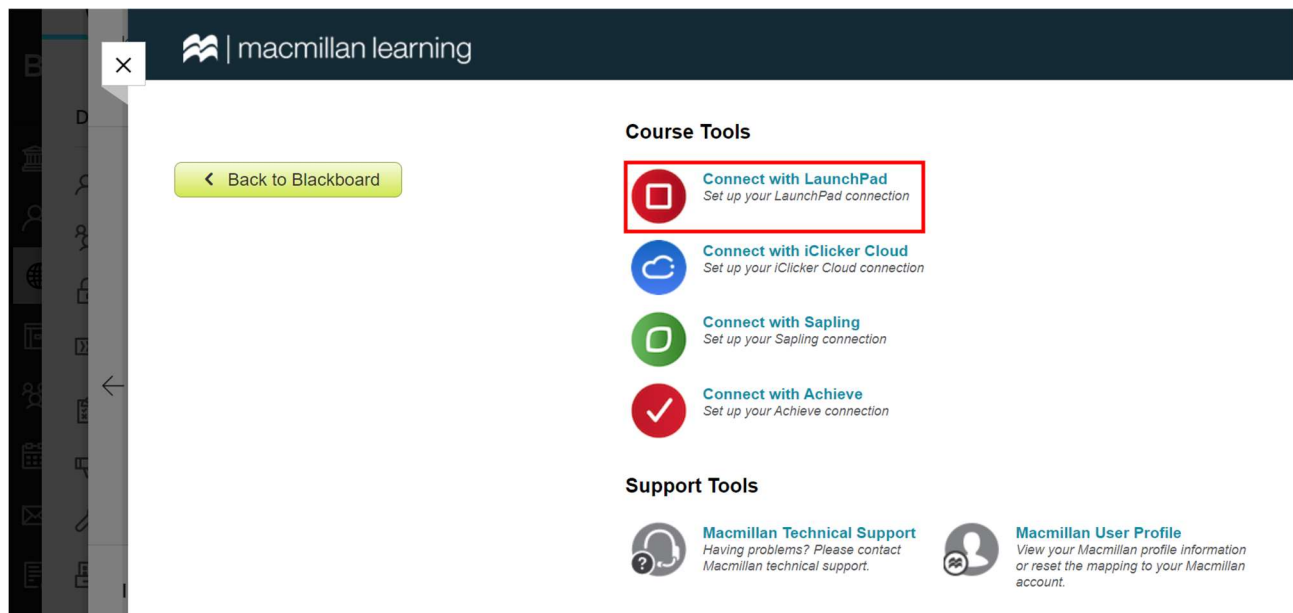 macmillan learning
Course Tools
Back to Blackboard
Connect with LaunchPad
Set up your LaunchPad connection
Connect with iClicker Cloud
Set up your iClicker Cloud connection
Connect with Sapling
Set up your Sapling connection
Connect with Achieve
Set up your Achieve connection
Support Tools
Macmillan Technical Support
Having problems? Please contact
Macmillan technical support.
Macmillan User Profile
View your Macmillan profile information
or reset the mapping to your Macmillan
account.